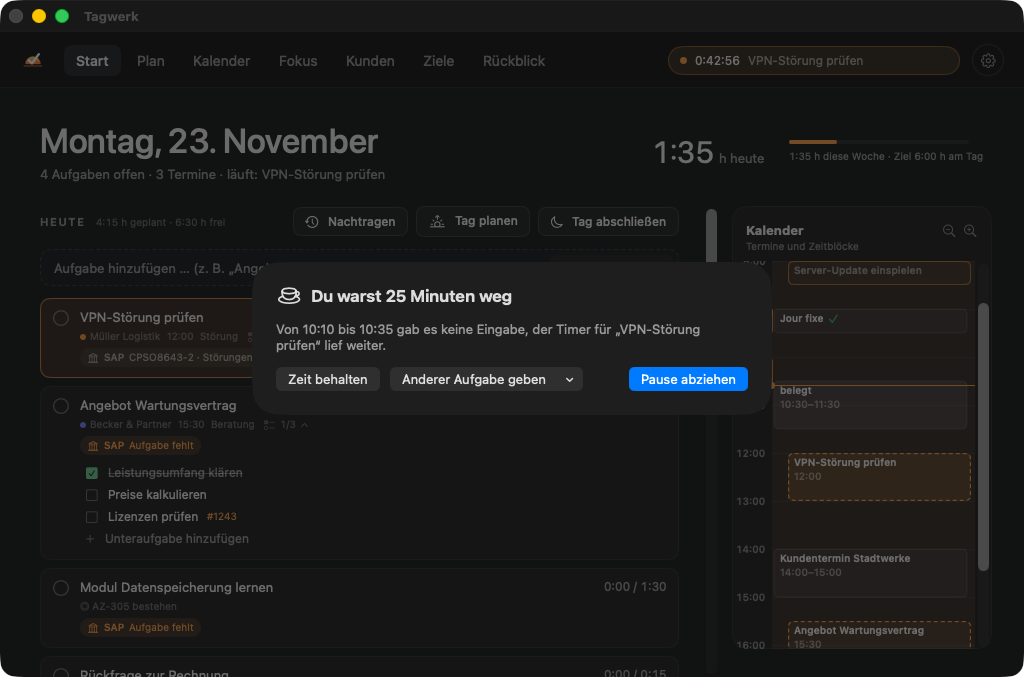 Tagwerk
Start Plan Kalender Fokus Kunden Ziele Rückblick
0:42:56 VPN-Störung prüfen
Montag, 23. November
4 Aufgaben offen · 3 Termine · läuft: VPN-Störung prüfen
1:35 h heute
1:35 h diese Woche · Ziel 6:00 h am Tag
HEUTE 4:15 h geplant · 6:30 h frei
Nachtragen
Tag planen
Tag abschließen
Aufgabe hinzufügen … (z. B. „Ange
VPN-Störung prüfen
Müller Logistik 12:00 Störung
SAP CPSO8643-2 · Störungen
Du warst 25 Minuten weg
Von 10:10 bis 10:35 gab es keine Eingabe, der Timer für „VPN-Störung
prüfen“ lief weiter.
Zeit behalten
Anderer Aufgabe geben
Pause abziehen
Angebot Wartungsvertrag
Becker & Partner 15:30 Beratung 1/3
SAP Aufgabe fehlt
Leistungsumfang klären
Preise kalkulieren
Lizenzen prüfen #1243
+ Unteraufgabe hinzufügen
Modul Datenspeicherung lernen
0:00 / 1:30
AZ-305 bestehen
SAP Aufgabe fehlt
Rückfrage zur Rechnung
0:00 / 0:15
Kalender
Termine und Zeitblöcke
Server-Update einspielen
Jour fixe
belegt
10:30–11:30
12:00
VPN-Störung prüfen
12:00
13:00
14:00
Kundentermin Stadtwerke
14:00–15:00
15:00
Angebot Wartungsvertrag
15:30
16:00